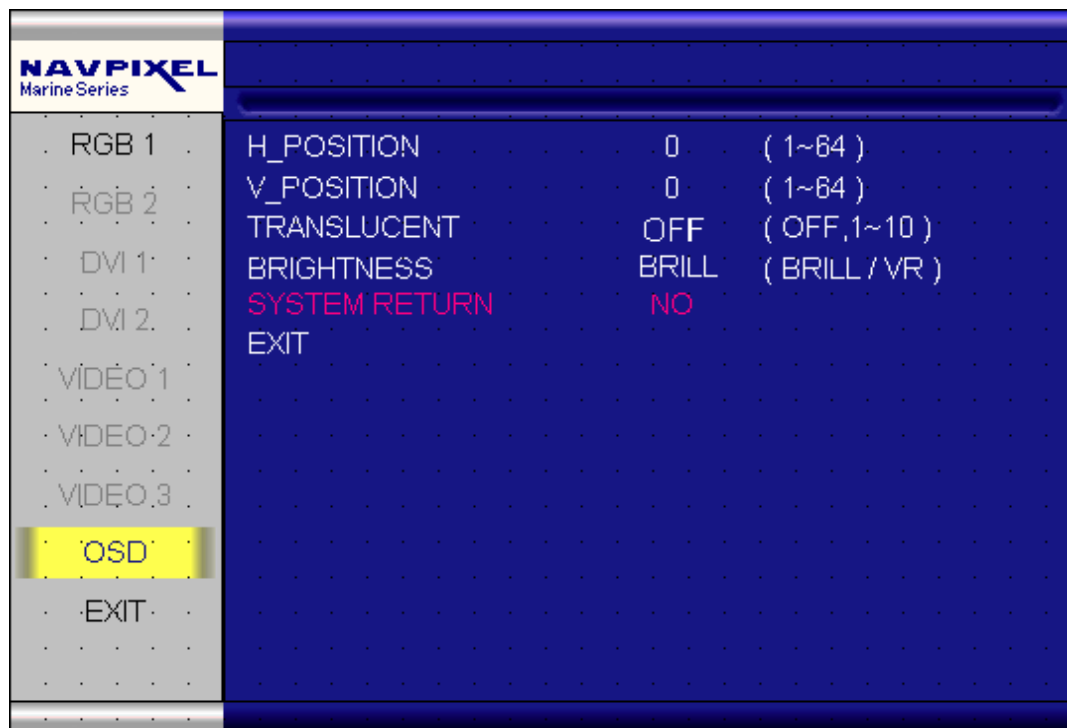 NAVPIXEL
Marine Series
RGB 1
RGB 2
DVI 1
DVI 2
VIDEO 1
VIDEO 2
VIDEO 3
OSD
EXIT
H_POSITION 0 ( 1~64 )
V_POSITION 0 ( 1~64 )
TRANSLUCENT OFF ( OFF,1~10 )
BRIGHTNESS BRILL ( BRILL / VR )
SYSTEM RETURN NO
EXIT